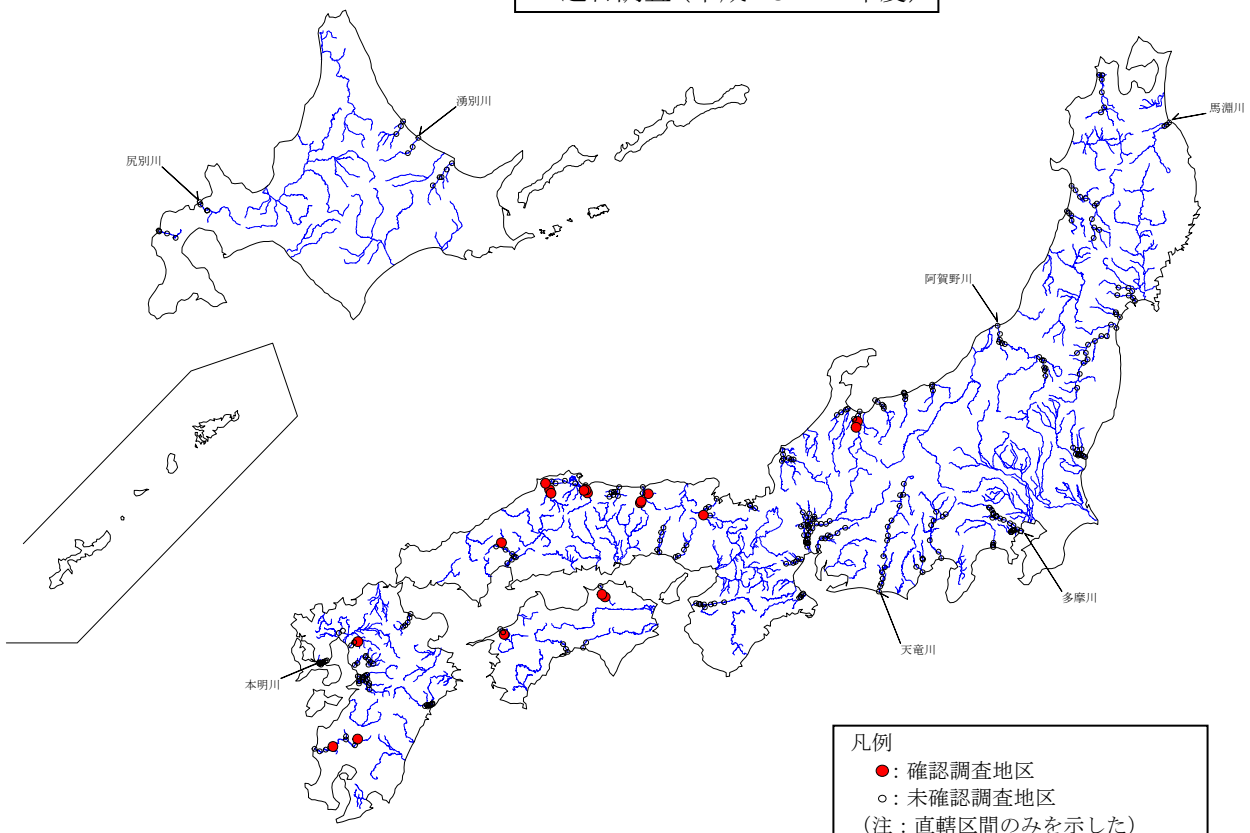 湧別川
馬淵川
尻別川
阿賀野川
多摩川
天竜川
本明川
凡例
●：確認調査地区
○：未確認調査地区
（注：直轄区間のみを示した）